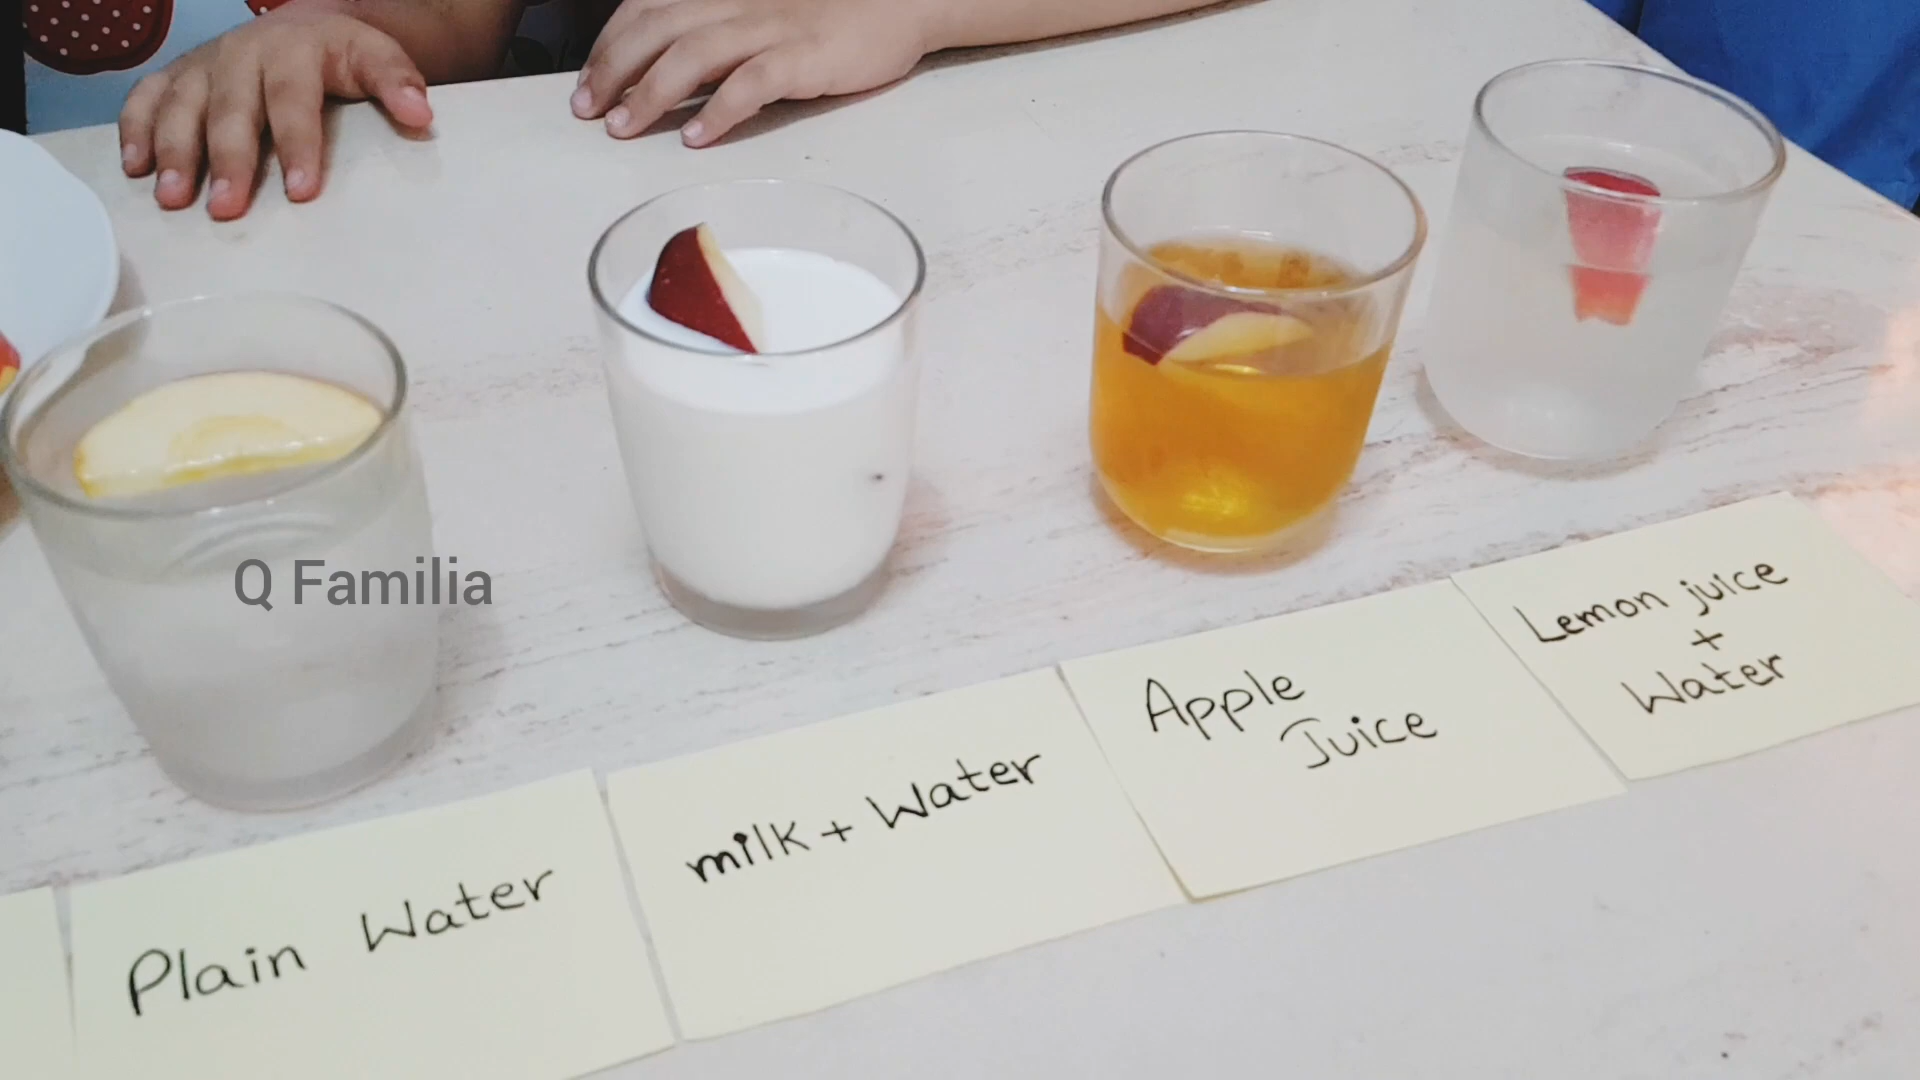 Q Familia
Plain Water
milk + Water
Apple
Juice
Lemon juice
+
Water